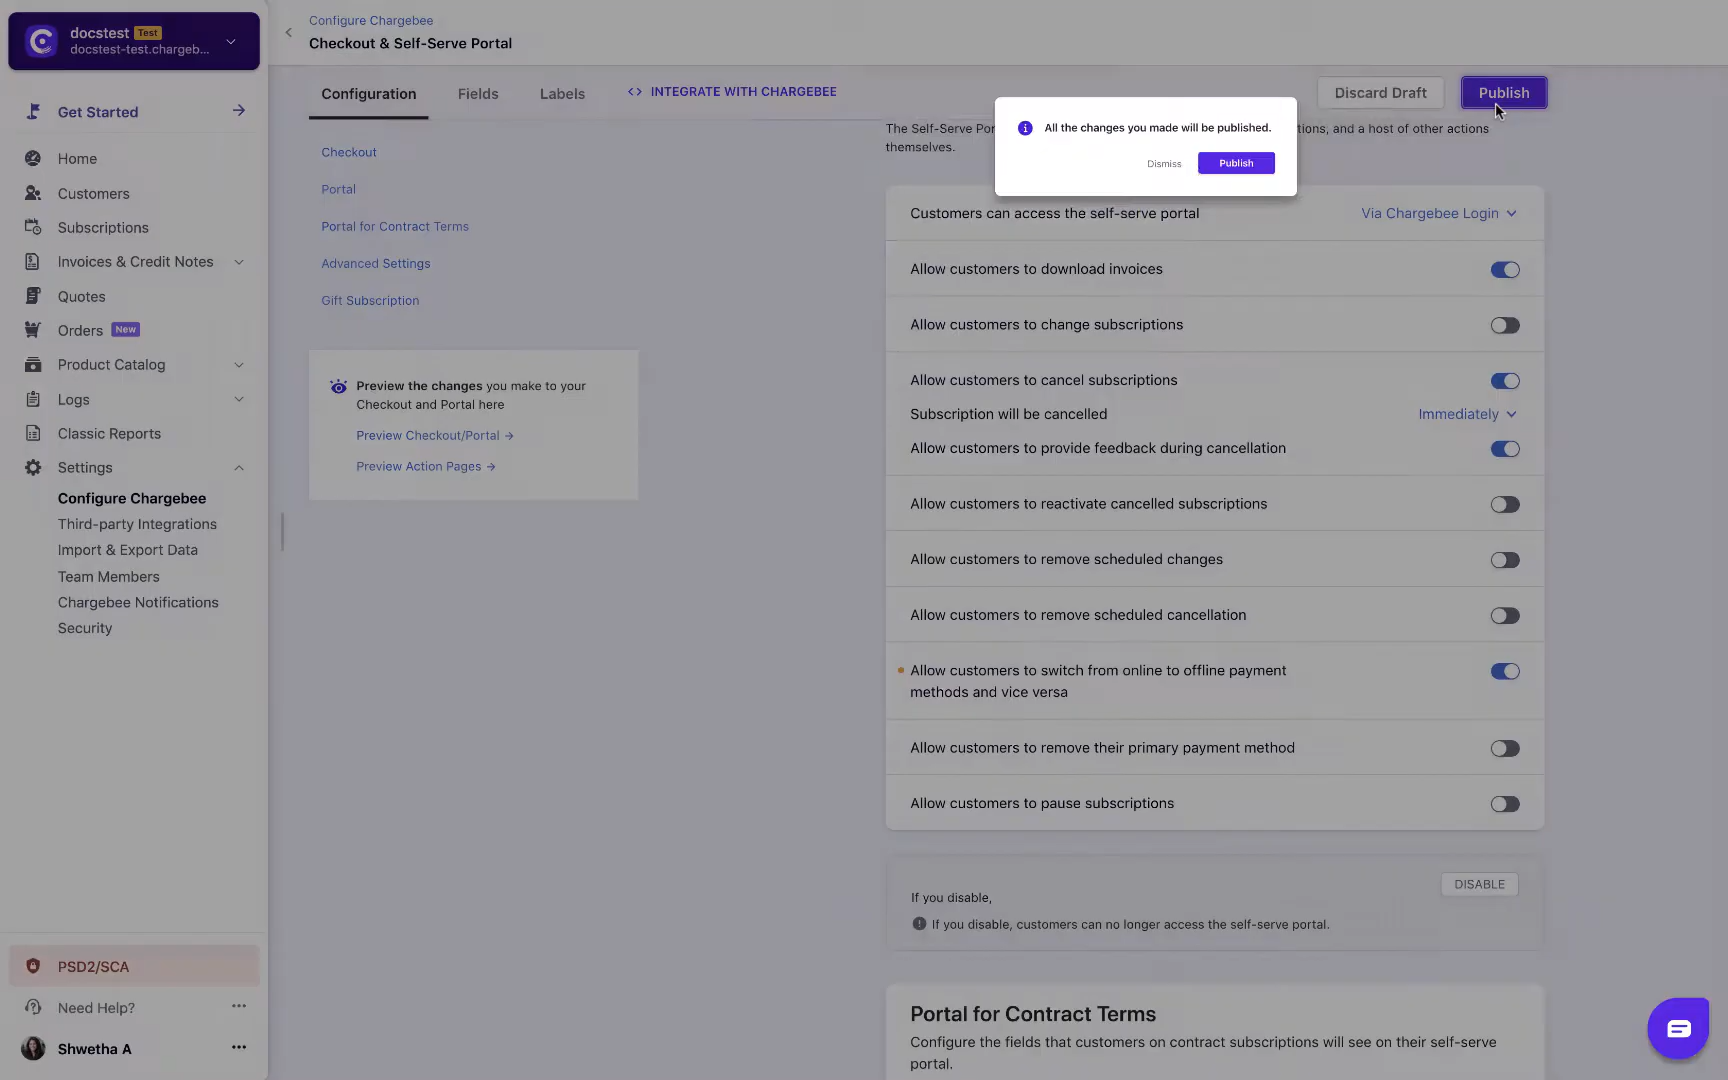 docstest Test
docstest-test.chargeb...
Get Started
Home
Customers
Subscriptions
Invoices & Credit Notes
Quotes
Orders New
Product Catalog
Logs
Classic Reports
Settings
Configure Chargebee
Third-party Integrations
Import & Export Data
Team Members
Chargebee Notifications
Security
PSD2/SCA
Need Help?
Shwetha A
Configure Chargebee
Checkout & Self-Serve Portal
Configuration
Fields
Labels
<> INTEGRATE WITH CHARGEBEE
Discard Draft
Publish
Checkout
Portal
Portal for Contract Terms
Advanced Settings
Gift Subscription
Preview the changes you make to your
Checkout and Portal here
Preview Checkout/Portal →
Preview Action Pages →
All the changes you made will be published.
Dismiss
Publish
The Self-Serve Por tions, and a host of other actions
themselves.
Customers can access the self-serve portal
Via Chargebee Login
Allow customers to download invoices
Allow customers to change subscriptions
Allow customers to cancel subscriptions
Subscription will be cancelled
Immediately
Allow customers to provide feedback during cancellation
Allow customers to reactivate cancelled subscriptions
Allow customers to remove scheduled changes
Allow customers to remove scheduled cancellation
Allow customers to switch from online to offline payment
methods and vice versa
Allow customers to remove their primary payment method
Allow customers to pause subscriptions
DISABLE
If you disable,
If you disable, customers can no longer access the self-serve portal.
Portal for Contract Terms
Configure the fields that customers on contract subscriptions will see on their self-serve
portal.